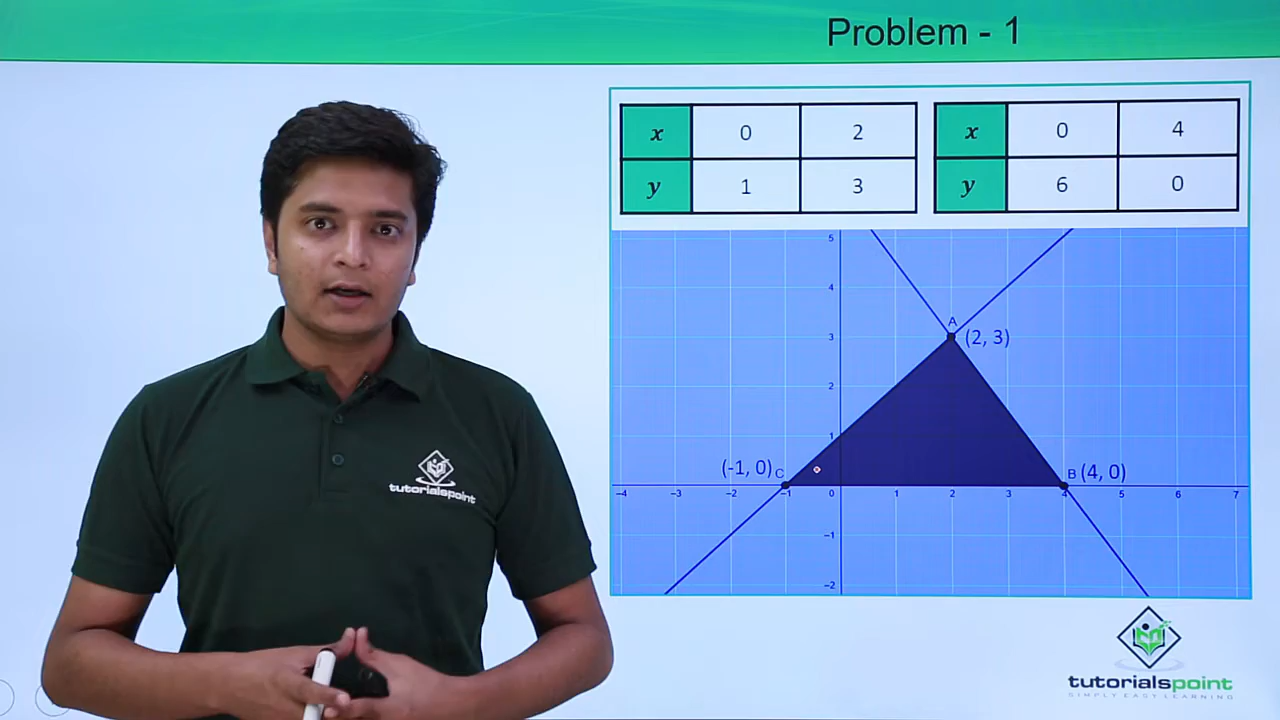 Problem - 1
x 0 2
y 1 3
x 0 4
y 6 0
5
4
A
3 (2, 3)
2
1
(-1, 0) C B (4, 0)
-4 -3 -2 -1 0 1 2 3 4 5 6 7
-1
-2
tutorialspoint
tutorialspoint
SIMPLY EASY LEARNING